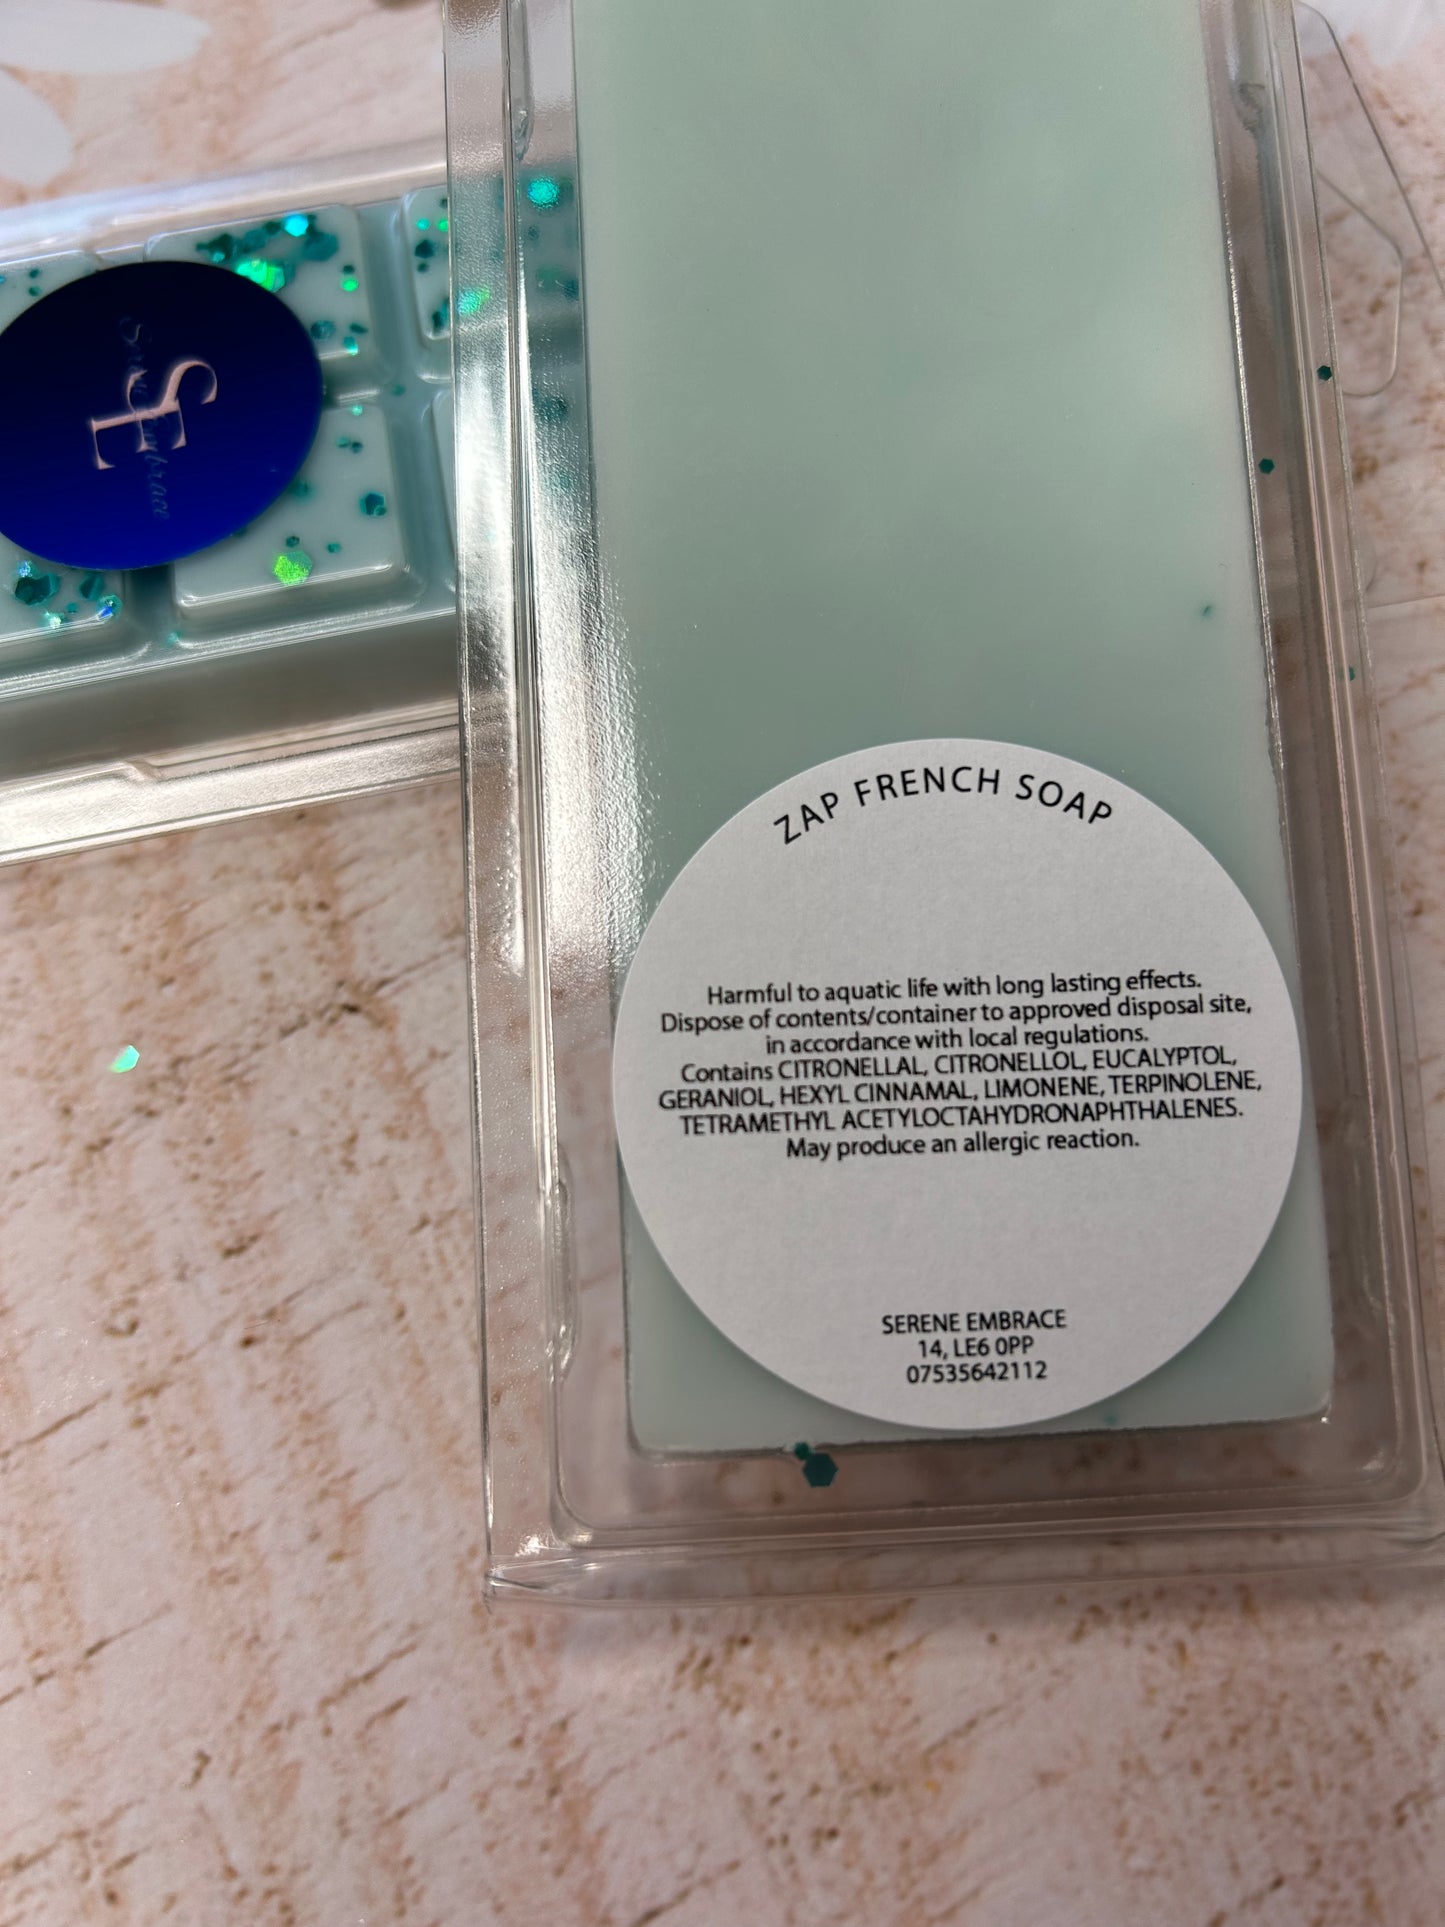 SE
Serene Embrace
ZAP FRENCH SOAP
Harmful to aquatic life with long lasting effects.
Dispose of contents/container to approved disposal site,
in accordance with local regulations.
Contains CITRONELLAL, CITRONELLOL, EUCALYPTOL,
GERANIOL, HEXYL CINNAMAL, LIMONENE, TERPINOLENE,
TETRAMETHYL ACETYLOCTAHYDRONAPHTHALENES.
May produce an allergic reaction.
SERENE EMBRACE
14, LE6 0PP
07535642112